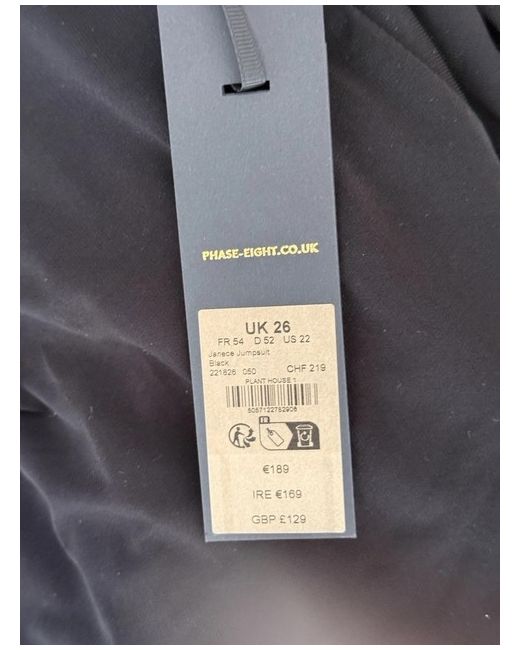 PHASE-EIGHT.CO.UK
UK 26
FR 54 D 52 US 22
Janece Jumpsuit
Black
221826 050 CHF 219
PLANT HOUSE 1
5057122752906
FR
€189
IRE €169
GBP £129